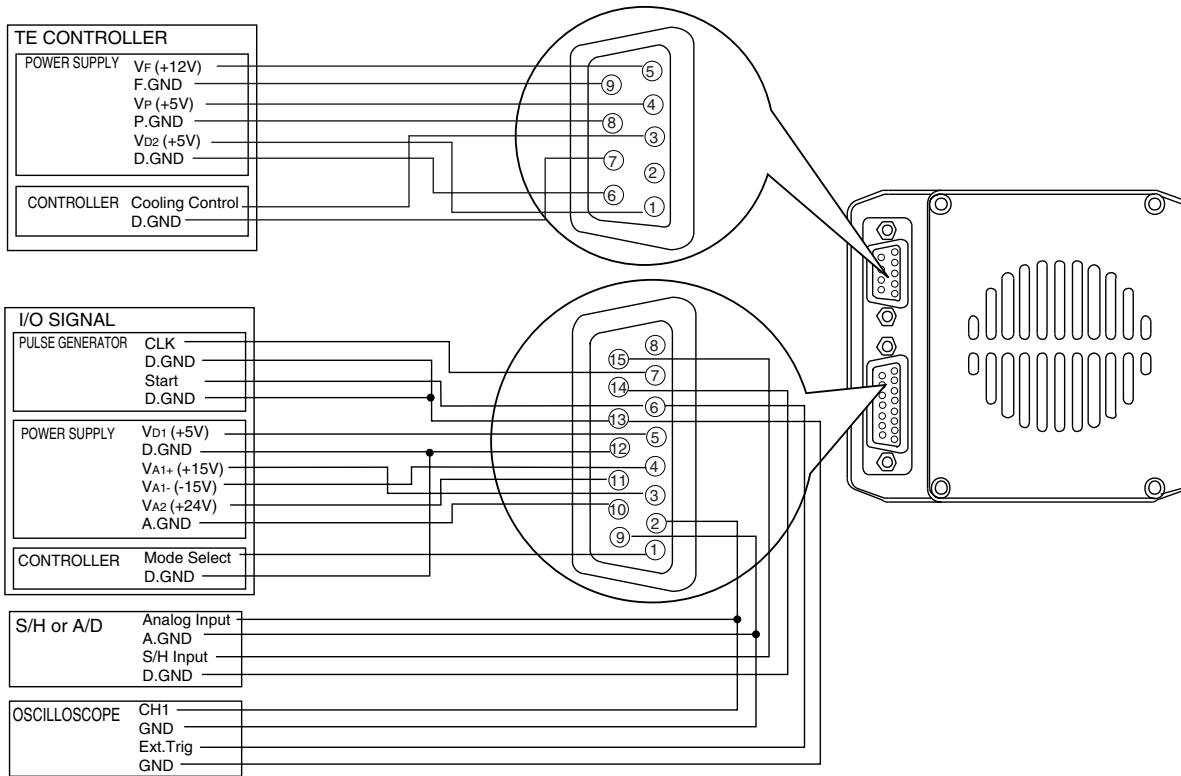 TE CONTROLLER
POWER SUPPLY
VF (+12V)
F.GND
VP (+5V)
P.GND
VD2 (+5V)
D.GND
CONTROLLER
Cooling Control
D.GND
5
9
4
8
3
7
2
6
1
I/O SIGNAL
PULSE GENERATOR
CLK
D.GND
Start
D.GND
POWER SUPPLY
VD1 (+5V)
D.GND
VA1+ (+15V)
VA1- (-15V)
VA2 (+24V)
A.GND
CONTROLLER
Mode Select
D.GND
8
15
7
14
6
13
5
12
4
11
3
10
2
9
1
S/H or A/D
Analog Input
A.GND
S/H Input
D.GND
OSCILLOSCOPE
CH1
GND
Ext.Trig
GND